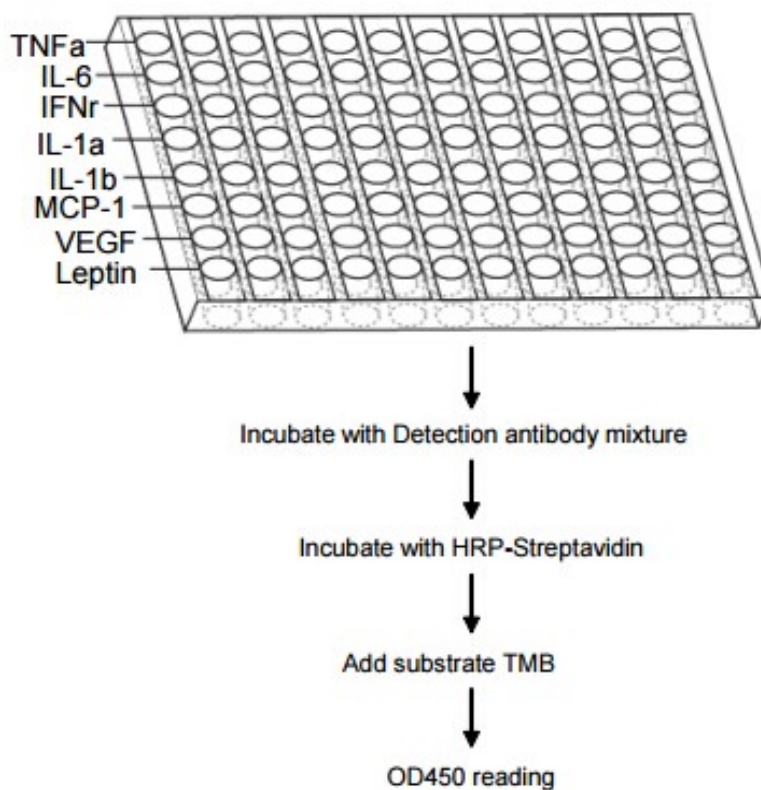 TNFa
IL-6
IFNr
IL-1a
IL-1b
MCP-1
VEGF
Leptin
Incubate with Detection antibody mixture
Incubate with HRP-Streptavidin
Add substrate TMB
OD450 reading